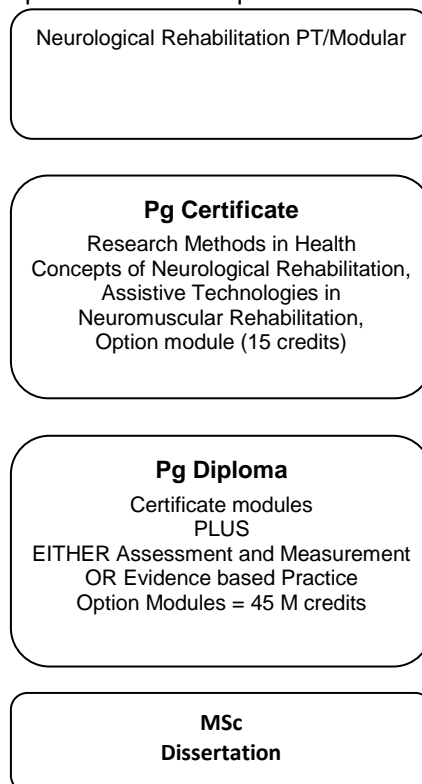 Neurological Rehabilitation PT/Modular
Pg Certificate
Research Methods in Health
Concepts of Neurological Rehabilitation,
Assistive Technologies in
Neuromuscular Rehabilitation,
Option module (15 credits)
Pg Diploma
Certificate modules
PLUS
EITHER Assessment and Measurement
OR Evidence based Practice
Option Modules = 45 M credits
MSc
Dissertation